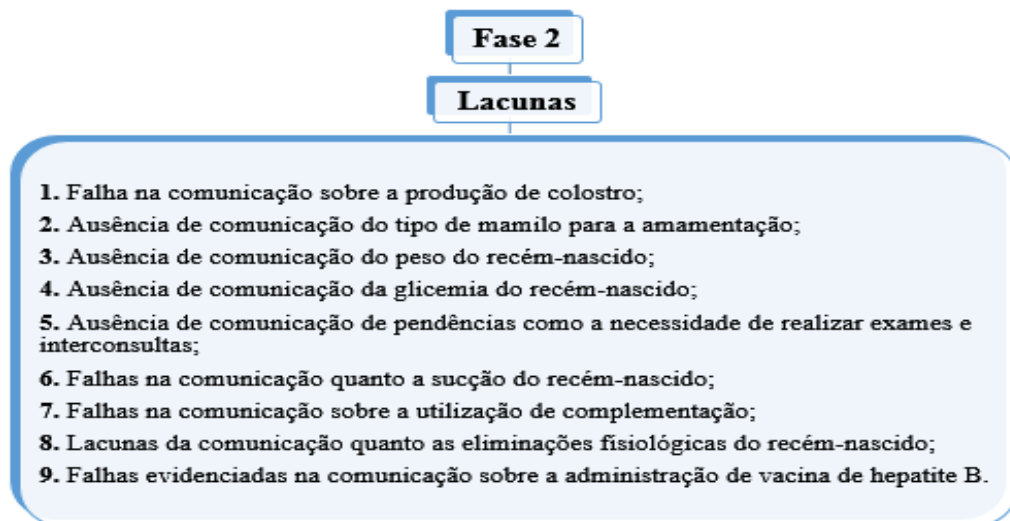 Fase 2
Lacunas
1. Falha na comunicação sobre a produção de colostro;
2. Ausência de comunicação do tipo de mamilo para a amamentação;
3. Ausência de comunicação do peso do recém-nascido;
4. Ausência de comunicação da glicemia do recém-nascido;
5. Ausência de comunicação de pendências como a necessidade de realizar exames e
interconsultas;
6. Falhas na comunicação quanto a sucção do recém-nascido;
7. Falhas na comunicação sobre a utilização de complementação;
8. Lacunas da comunicação quanto as eliminações fisiológicas do recém-nascido;
9. Falhas evidenciadas na comunicação sobre a administração de vacina de hepatite B.